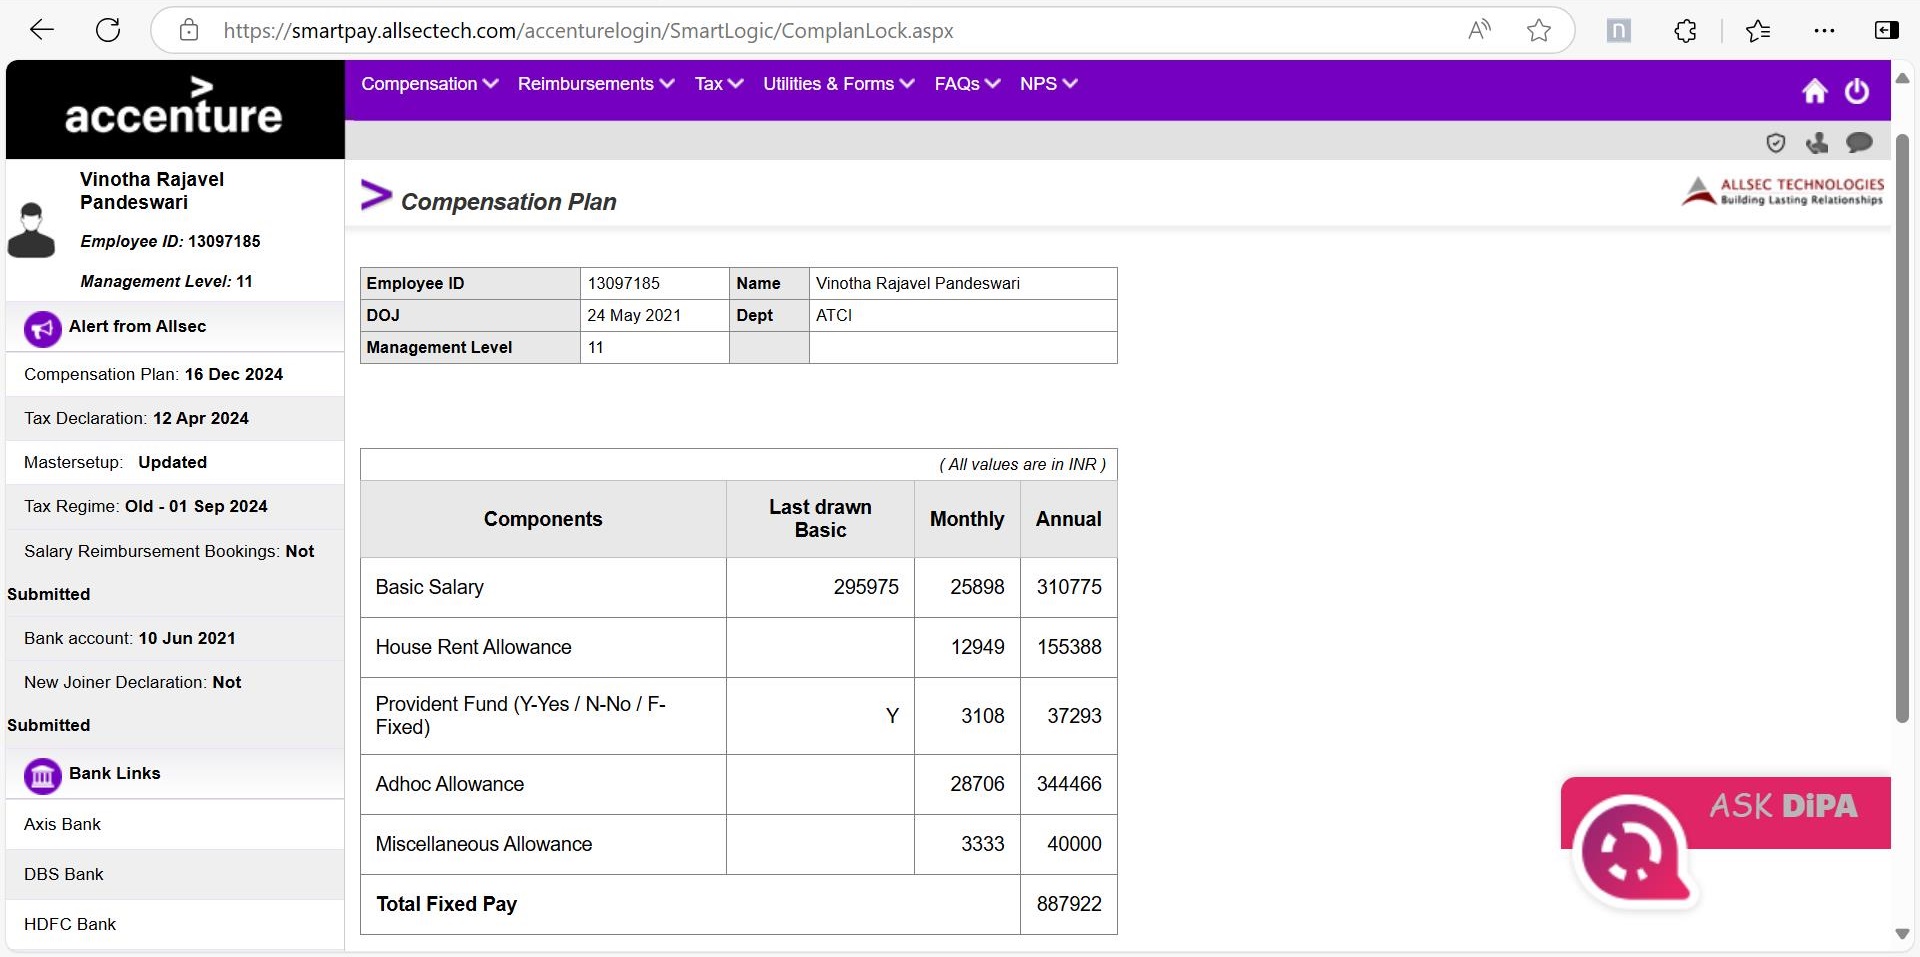 https://smartpay.allsectech.com/accenturelogin/SmartLogic/ComplanLock.aspx
accenture
Compensation Reimbursements Tax Utilities & Forms FAQs NPS
Vinotha Rajavel
Pandeswari
Employee ID: 13097185
Management Level: 11
Alert from Allsec
Compensation Plan: 16 Dec 2024
Tax Declaration: 12 Apr 2024
Mastersetup: Updated
Tax Regime: Old - 01 Sep 2024
Salary Reimbursement Bookings: Not
Submitted
Bank account: 10 Jun 2021
New Joiner Declaration: Not
Submitted
Bank Links
Axis Bank
DBS Bank
HDFC Bank
Compensation Plan
ALLSEC TECHNOLOGIES
Building Lasting Relationships
Employee ID 13097185 Name Vinotha Rajavel Pandeswari
DOJ 24 May 2021 Dept ATCI
Management Level 11
( All values are in INR )
Components Last drawn Basic Monthly Annual
Basic Salary 295975 25898 310775
House Rent Allowance 12949 155388
Provident Fund (Y-Yes / N-No / F-
Fixed) Y 3108 37293
Adhoc Allowance 28706 344466
Miscellaneous Allowance 3333 40000
Total Fixed Pay 887922
ASK DiPA